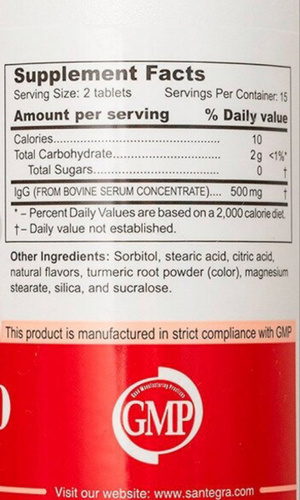 Supplement Facts
Serving Size: 2 tablets Servings Per Container: 15
Amount per serving % Daily value
Calories........................................ 10
Total Carbohydrate........................... 2g <1%*
Total Sugars................................ 0 †
IgG (FROM BOVINE SERUM CONCENTRATE).... 500mg †
* – Percent Daily Values are based on a 2,000 calorie diet.
† – Daily value not established.
Other Ingredients: Sorbitol, stearic acid, citric acid,
natural flavors, turmeric root powder (color), magnesium
stearate, silica, and sucralose.
This product is manufactured in strict compliance with GMP
Good Manufacturing Practices
GMP
Visit our website: www.santegra.com